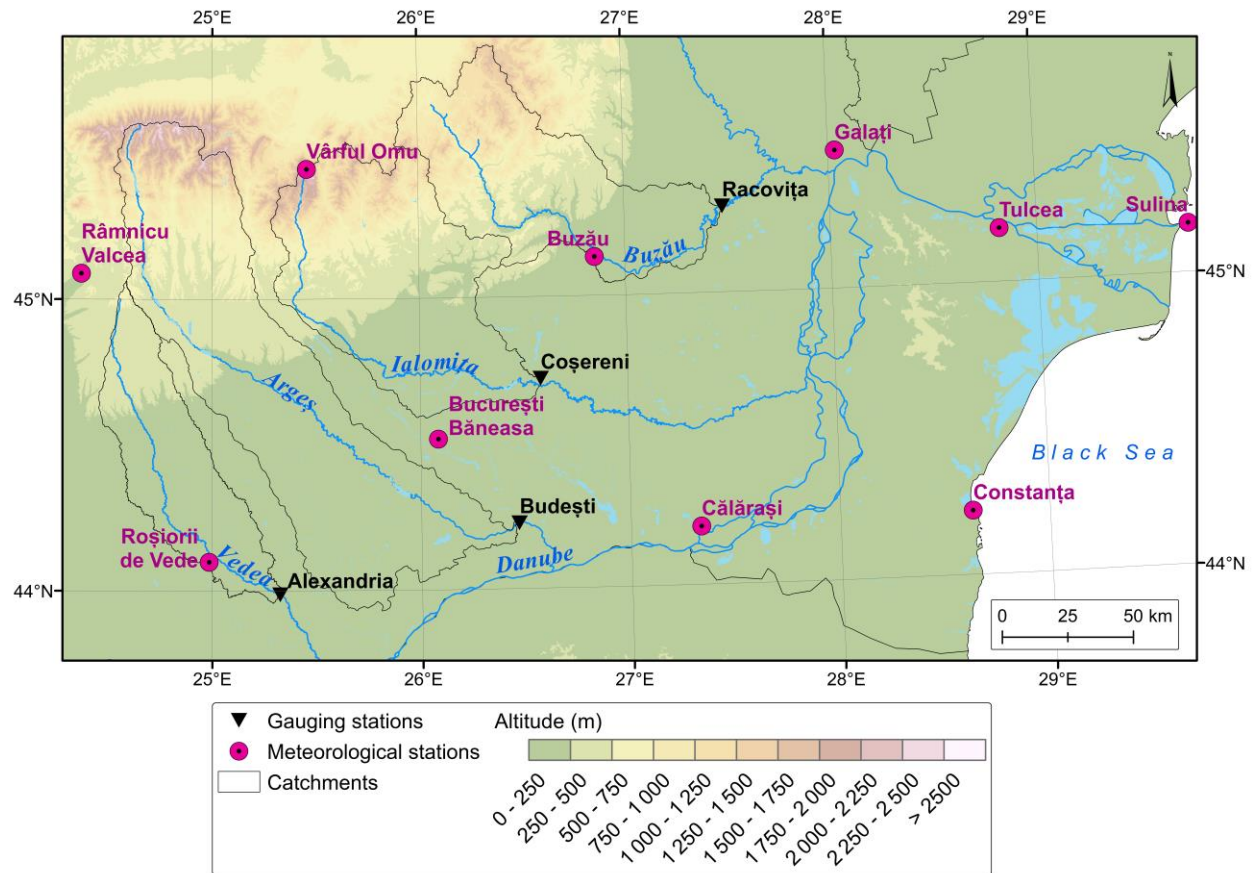 25°E
26°E
27°E
28°E
29°E
N
Galați
Vârful Omu
Racovița
Tulcea
Sulina
Râmnicu
Valcea
Buzău
Buzău
45°N
45°N
Coșereni
Ialomița
Argeș
București
Băneasa
Black Sea
Constanța
Budești
Călărași
Roșiorii
de Vede
Vedea
Danube
Alexandria
44°N
44°N
0 25 50 km
25°E
26°E
27°E
28°E
29°E
Gauging stations
Meteorological stations
Catchments
Altitude (m)
0 - 250
250 - 500
500 - 750
750 - 1 000
1 000 - 1 250
1 250 - 1 500
1 500 - 1 750
1 750 - 2 000
2 000 - 2 250
2 250 - 2 500
> 2500